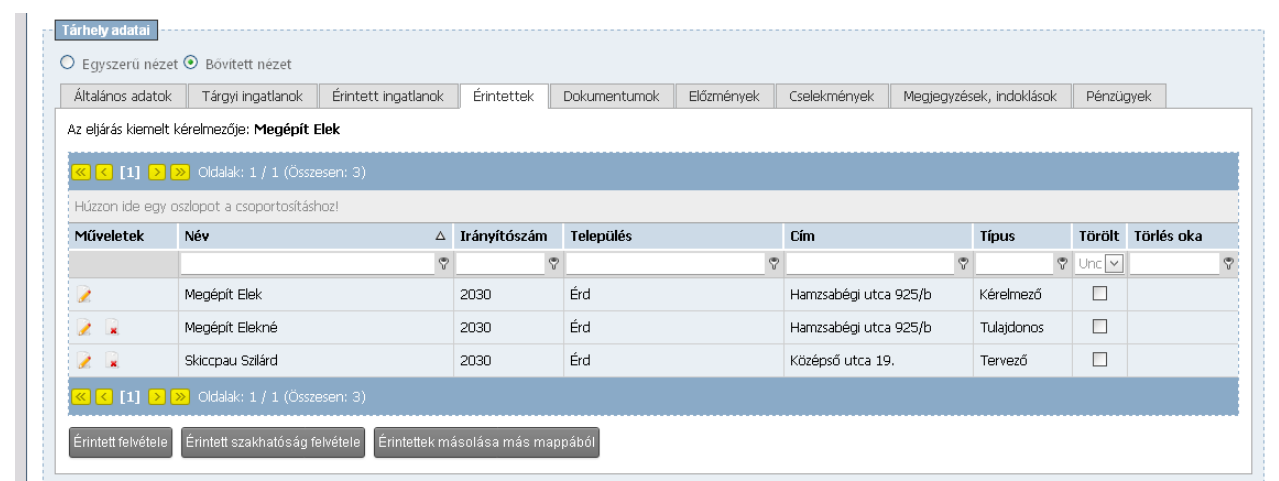 Tárhely adatai
Egyszerű nézet Bővített nézet
Általános adatok Tárgyi ingatlanok Érintett ingatlanok Érintettek Dokumentumok Előzmények Cselekmények Megjegyzések, indoklások Pénzügyek
Az eljárás kiemelt kérelmezője: Megépít Elek
« < [1] > » Oldalak: 1 / 1 (Összesen: 3)
Húzzon ide egy oszlopot a csoportosításhoz!
Műveletek Név Irányítószám Település Cím Típus Törölt Törlés oka
Unc
Megépít Elek 2030 Érd Hamzsabégi utca 925/b Kérelmező
Megépít Elekné 2030 Érd Hamzsabégi utca 925/b Tulajdonos
Skiccpau Szilárd 2030 Érd Középső utca 19. Tervező
« < [1] > » Oldalak: 1 / 1 (Összesen: 3)
Érintett felvétele Érintett szakhatóság felvétele Érintettek másolása más mappából